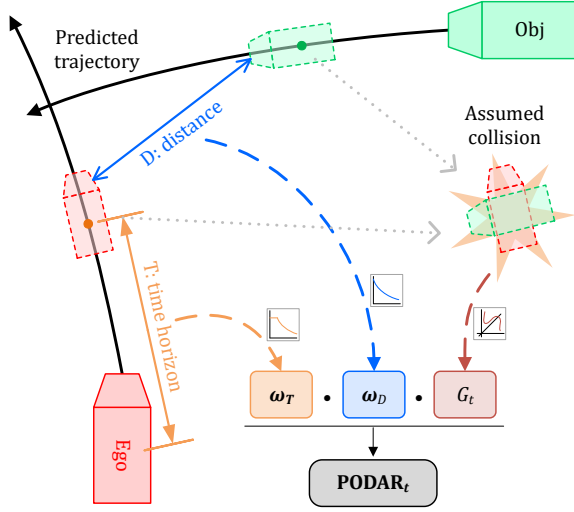 Predicted
trajectory
Obj
Assumed
collision
D: distance
T: time horizon
Ego
ω_T · ω_D · G_t
PODAR_t